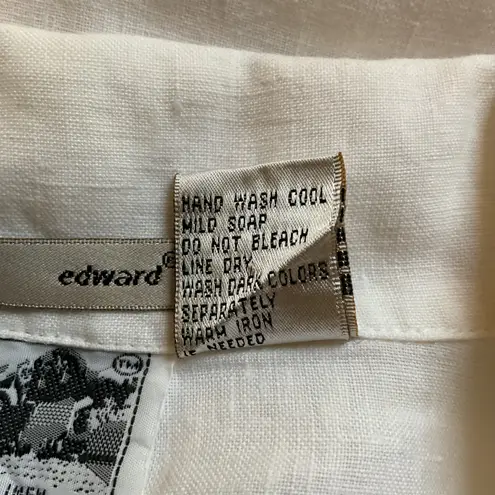 HAND WASH COOL
MILD SOAP
DO NOT BLEACH
LINE DRY
WASH DARK COLORS
SEPARATELY
WARM IRON
IF NEEDED
edward®
TM